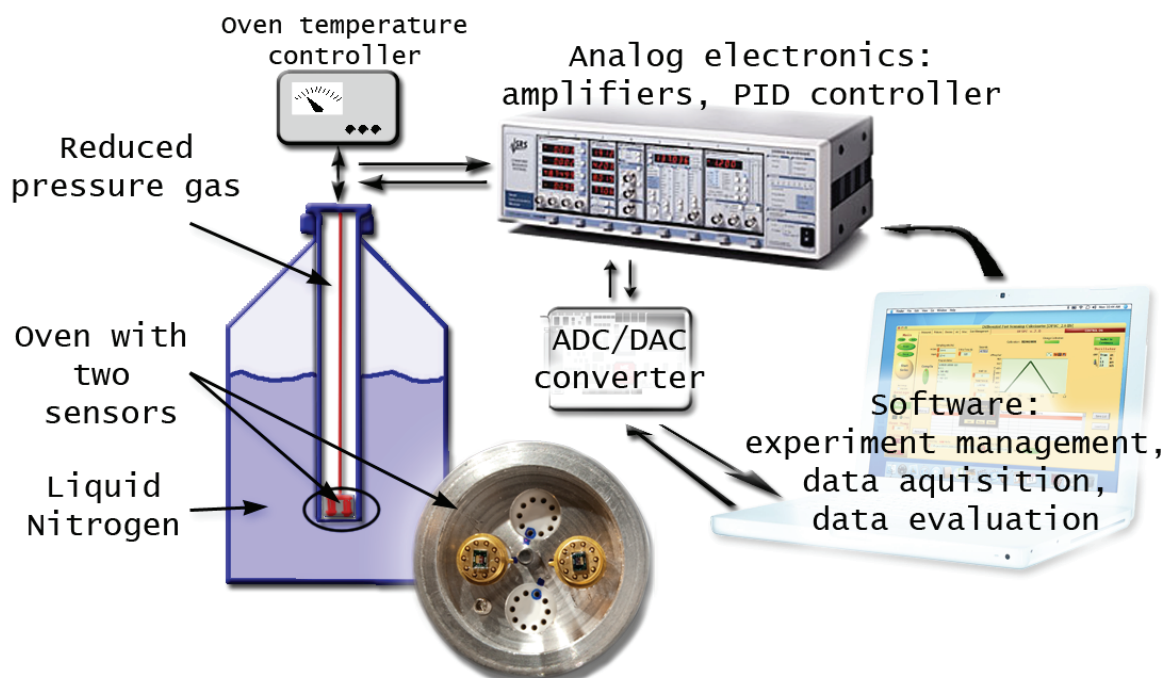 Oven temperature
controller
Analog electronics:
amplifiers, PID controller
Reduced
pressure gas
SRS
Oven with
two
sensors
ADC/DAC
converter
Software:
experiment management,
data aquisition,
data evaluation
Liquid
Nitrogen